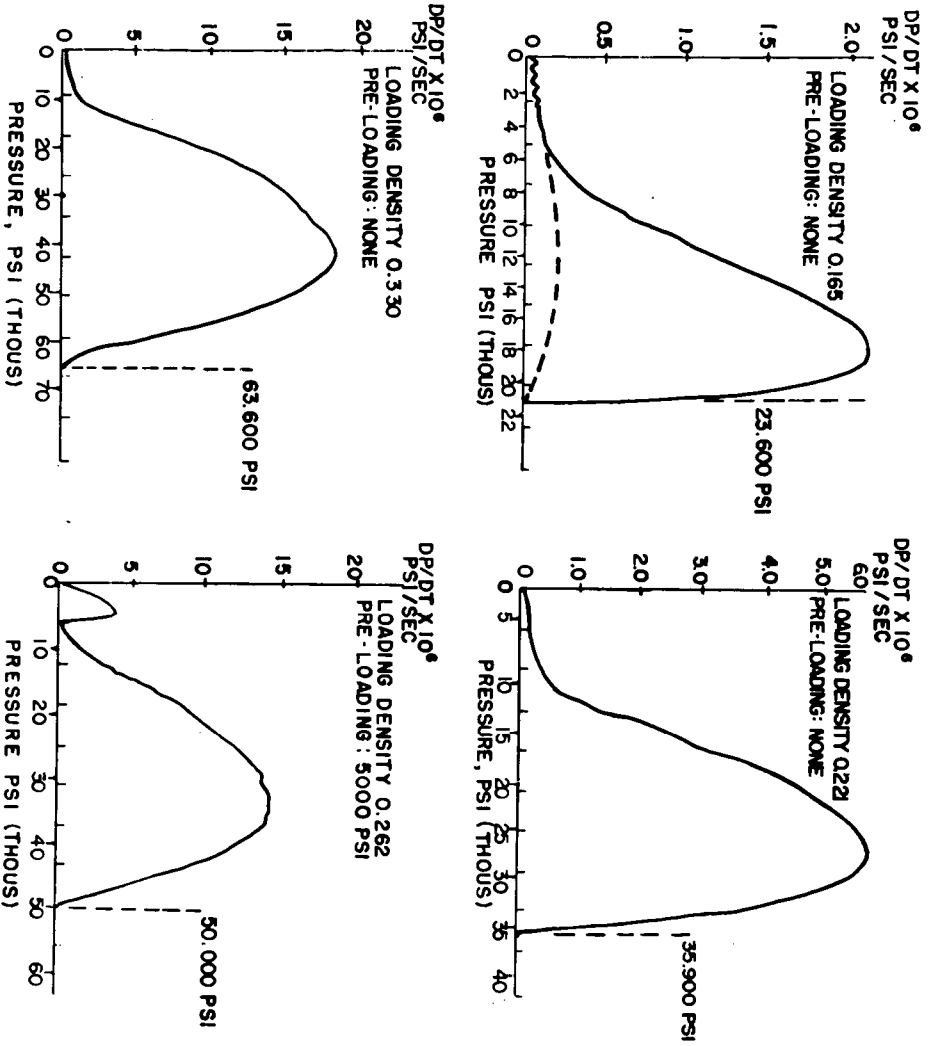 DP/DT X 10⁶
PSI/SEC
2.0
1.5
1.0
0.5
0
LOADING DENSITY 0.165
PRE-LOADING: NONE
23.600 PSI
0 2 4 6 8 10 12 14 16 18 20 22
PRESSURE PSI (THOUS)
DP/DT X 10⁶
PSI/SEC
6.0
5.0
4.0
3.0
2.0
1.0
0
LOADING DENSITY 0.221
PRE-LOADING: NONE
35.900 PSI
0 5 10 15 20 25 30 35 40
PRESSURE, PSI (THOUS)
DP/DT X 10⁶
PSI/SEC
20
15
10
5
0
LOADING DENSITY 0.330
PRE-LOADING: NONE
63.600 PSI
0 10 20 30 40 50 60 70
PRESSURE, PSI (THOUS)
DP/DT X 10⁶
PSI/SEC
20
15
10
5
0
LOADING DENSITY 0.262
PRE-LOADING: 5000 PSI
50.000 PSI
0 10 20 30 40 50 60
PRESSURE PSI (THOUS)